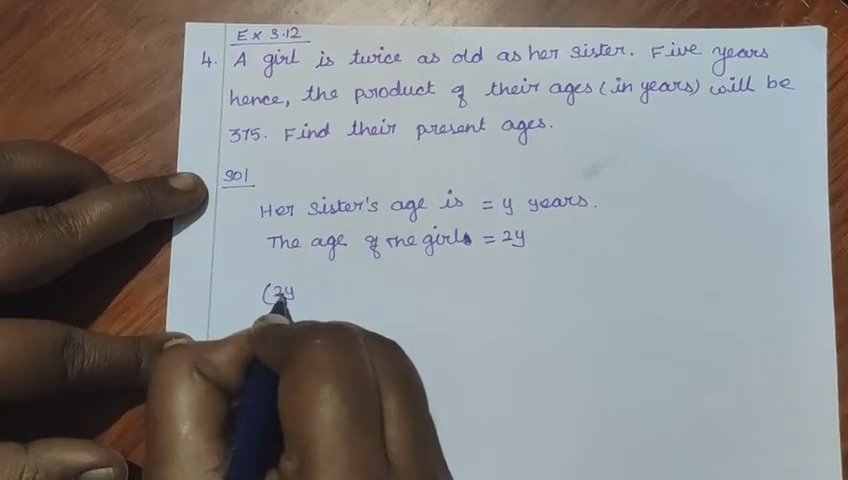 Ex 3.12
4. A girl is twice as old as her sister. Five years
hence, the product of their ages (in years) will be
375. Find their present ages.
Sol
Her sister's age is = y years.
The age of the girl = 2y
(2y